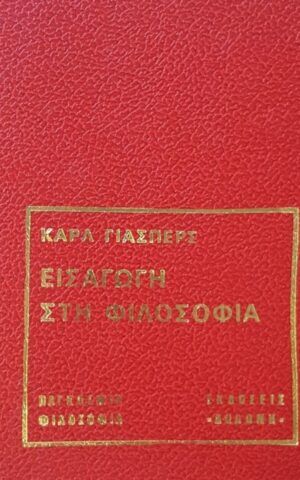 ΚΑΡΛ ΓΙΑΣΠΕΡΣ
ΕΙΣΑΓΩΓΗ
ΣΤΗ ΦΙΛΟΣΟΦΙΑ
ΠΑΓΚΟΣΜΙΑ
ΦΙΛΟΣΟΦΙΑ
ΕΚΔΟΣΕΙΣ
«ΔΩΔΩΝΗ»